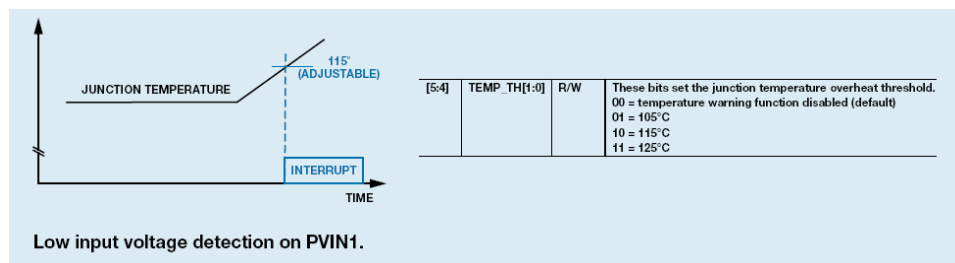 115°
(ADJUSTABLE)
JUNCTION TEMPERATURE
INTERRUPT
TIME
[5:4] TEMP_TH[1:0] R/W These bits set the junction temperature overheat threshold.
00 = temperature warning function disabled (default)
01 = 105°C
10 = 115°C
11 = 125°C
Low input voltage detection on PVIN1.